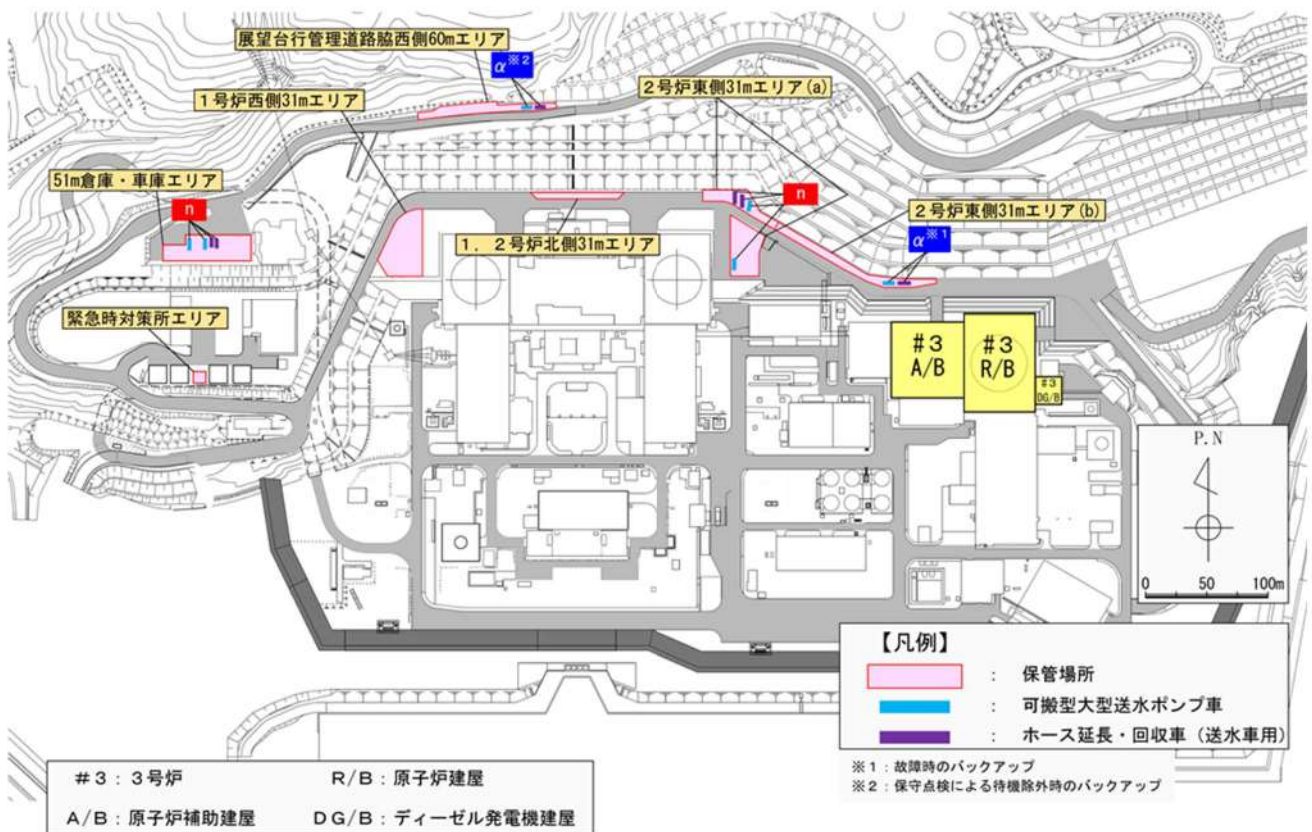 展望台行管理道路脇西側60mエリア
α※2
1号炉西側31mエリア
2号炉東側31mエリア(a)
51m倉庫・車庫エリア
n
n
2号炉東側31mエリア(b)
1,2号炉北側31mエリア
α※1
緊急時対策所エリア
#3
A/B
#3
R/B
#3
DG/B
P.N
0 50 100m
【凡例】
: 保管場所
: 可搬型大型送水ポンプ車
: ホース延長・回収車(送水車用)
※1:故障時のバックアップ
※2:保守点検による待機除外時のバックアップ
#3:3号炉 R/B:原子炉建屋
A/B:原子炉補助建屋 DG/B:ディーゼル発電機建屋